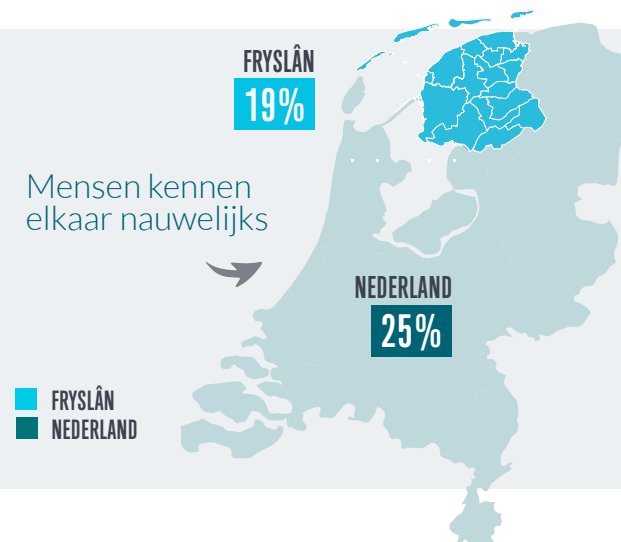 FRYSLÂN
19%
Mensen kennen
elkaar nauwelijks
NEDERLAND
25%
FRYSLÂN
NEDERLAND